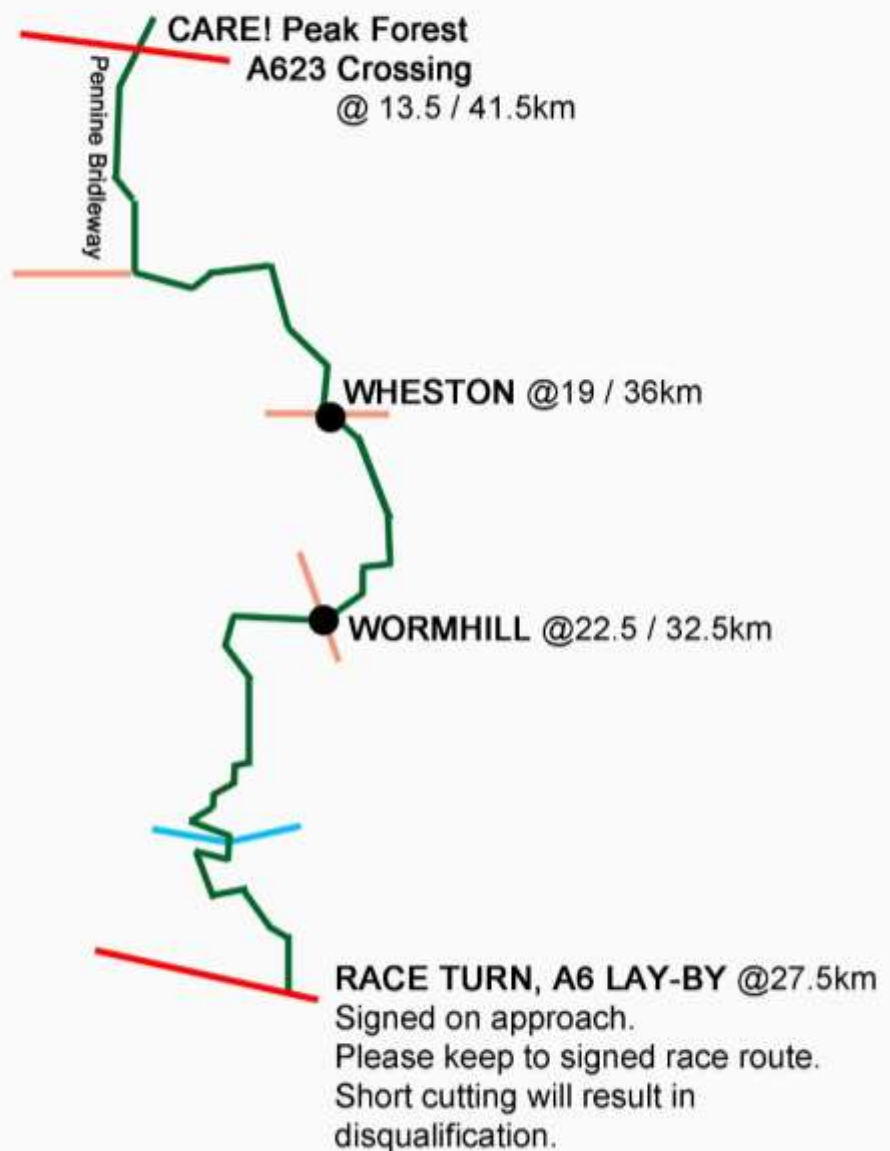 CARE! Peak Forest
A623 Crossing
@ 13.5 / 41.5km
Pennine Bridleway
WHESTON @19 / 36km
WORMHILL @22.5 / 32.5km
RACE TURN, A6 LAY-BY @27.5km
Signed on approach.
Please keep to signed race route.
Short cutting will result in
disqualification.